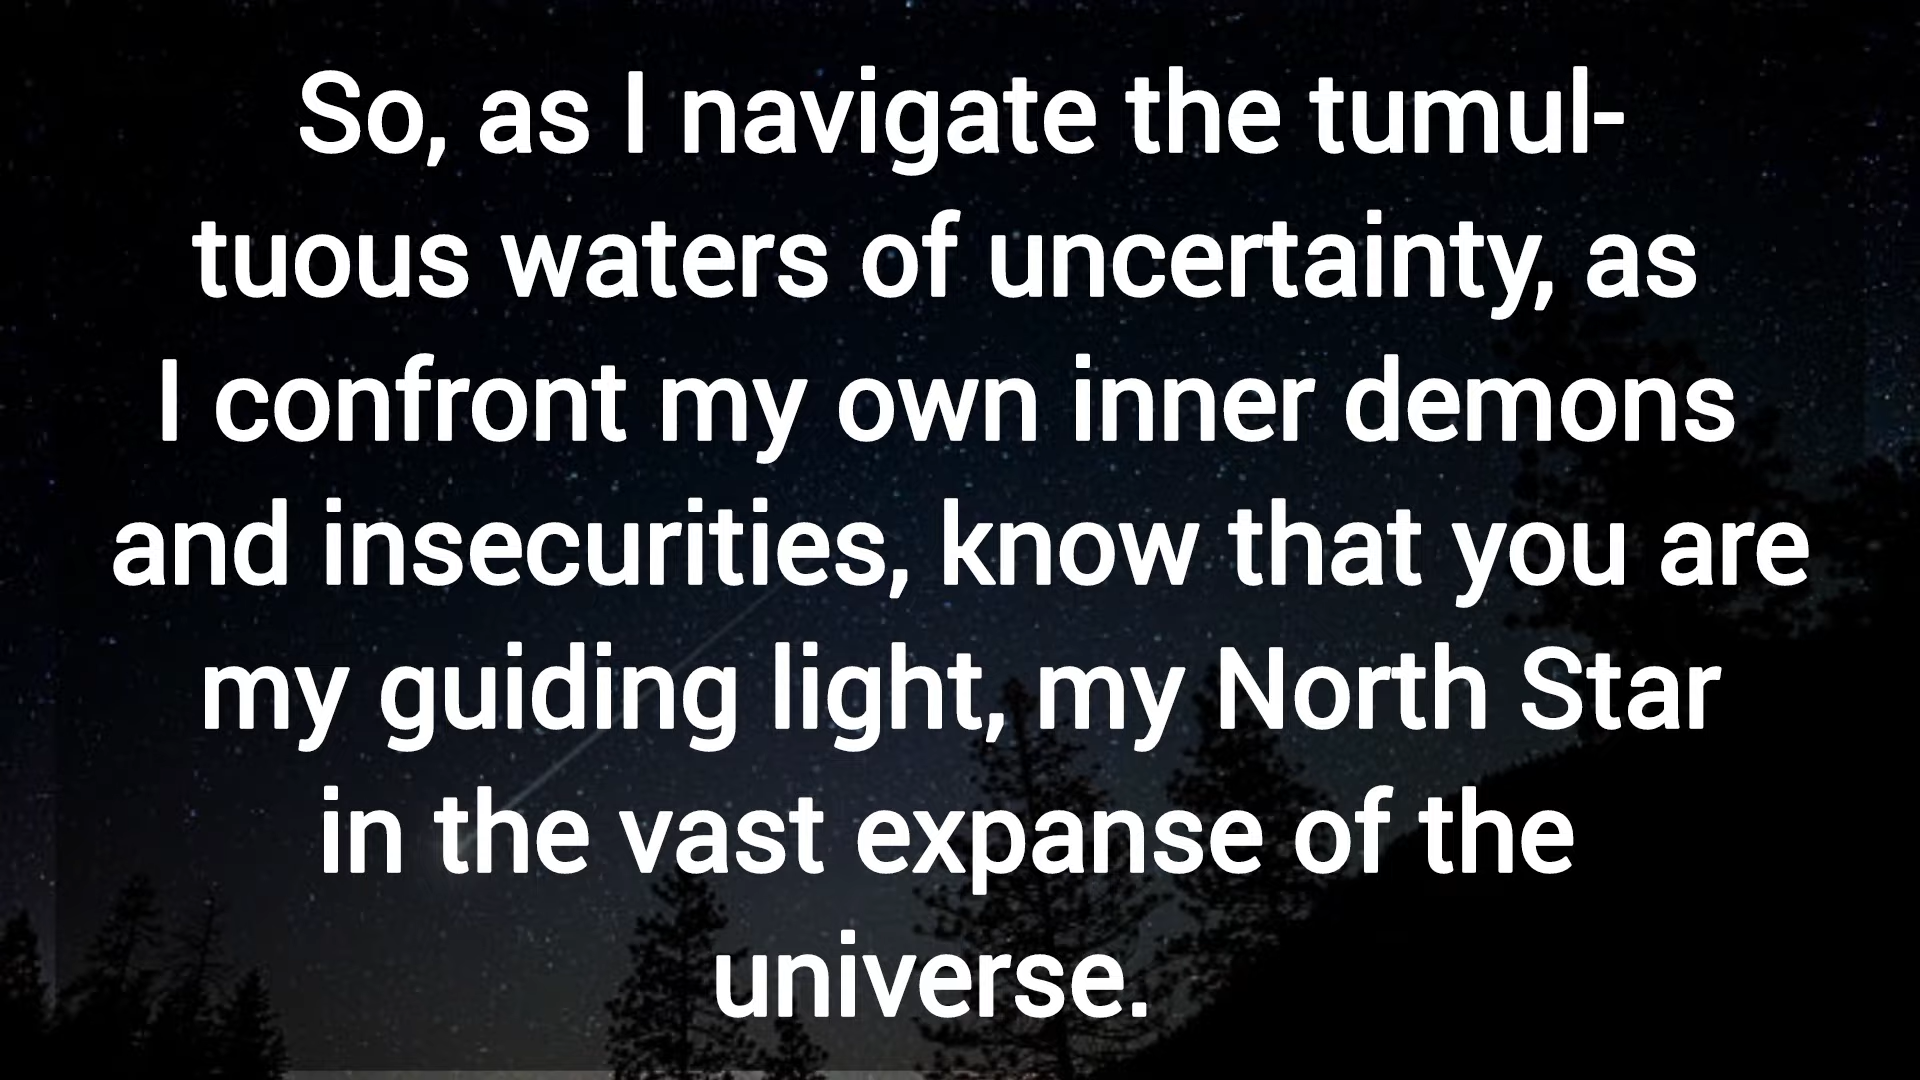 So, as I navigate the tumul-
tuous waters of uncertainty, as
I confront my own inner demons
and insecurities, know that you are
my guiding light, my North Star
in the vast expanse of the
universe.